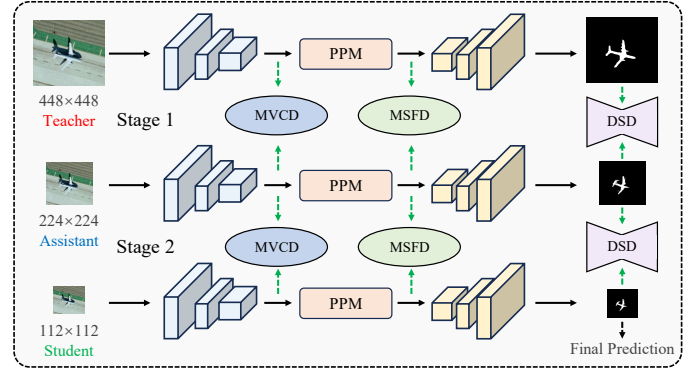 PPM
448×448
Teacher
Stage 1
MVCD
MSFD
DSD
PPM
224×224
Assistant
Stage 2
MVCD
MSFD
DSD
PPM
112×112
Student
Final Prediction